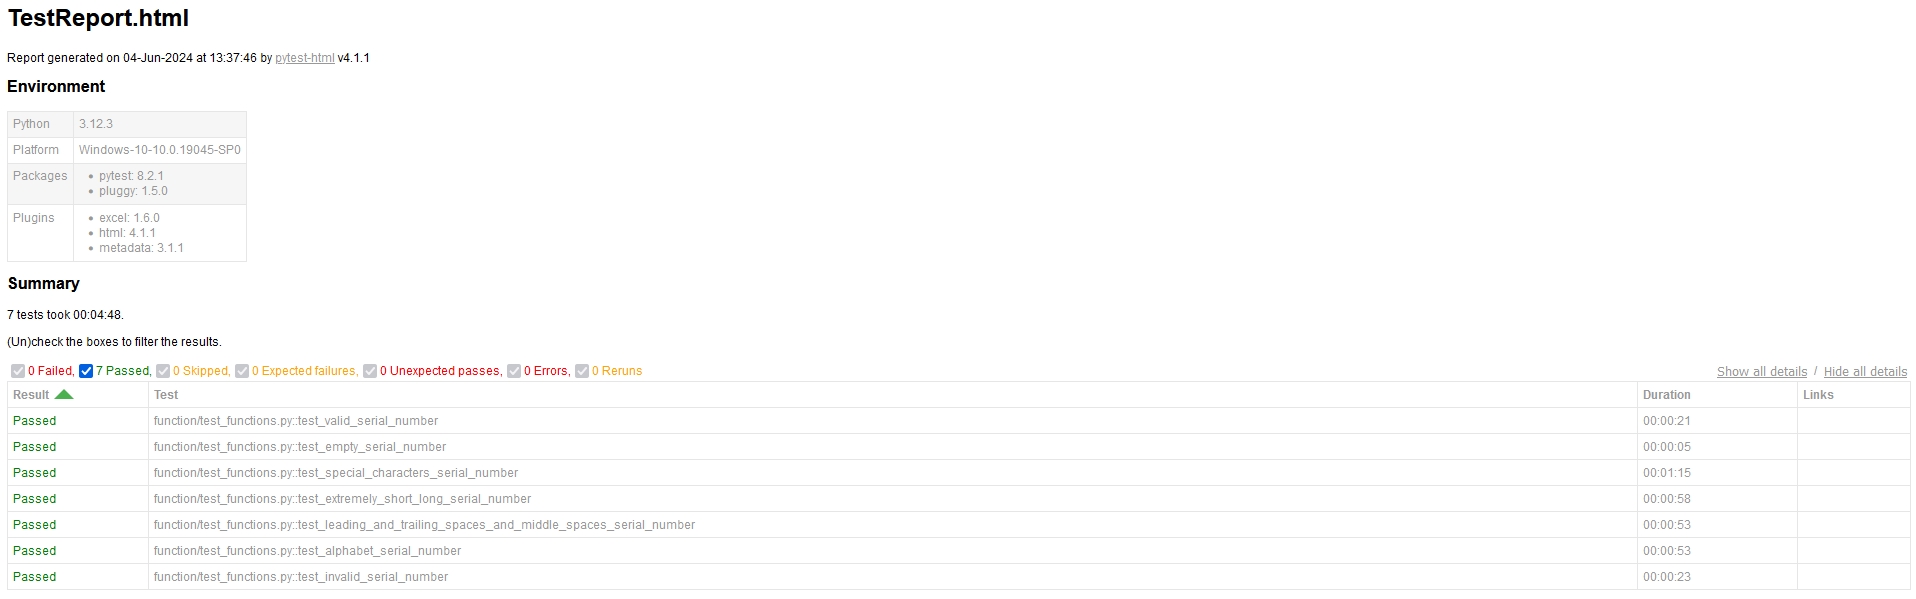 TestReport.html
Report generated on 04-Jun-2024 at 13:37:46 by pytest-html v4.1.1
Environment
Python 3.12.3
Platform Windows-10-10.0.19045-SP0
Packages • pytest: 8.2.1
• pluggy: 1.5.0
Plugins • excel: 1.6.0
• html: 4.1.1
• metadata: 3.1.1
Summary
7 tests took 00:04:48.
(Un)check the boxes to filter the results.
0 Failed, 7 Passed, 0 Skipped, 0 Expected failures, 0 Unexpected passes, 0 Errors, 0 Reruns Show all details / Hide all details
Result Test Duration Links
Passed function/test_functions.py::test_valid_serial_number 00:00:21
Passed function/test_functions.py::test_empty_serial_number 00:00:05
Passed function/test_functions.py::test_special_characters_serial_number 00:01:15
Passed function/test_functions.py::test_extremely_short_long_serial_number 00:00:58
Passed function/test_functions.py::test_leading_and_trailing_spaces_and_middle_spaces_serial_number 00:00:53
Passed function/test_functions.py::test_alphabet_serial_number 00:00:53
Passed function/test_functions.py::test_invalid_serial_number 00:00:23